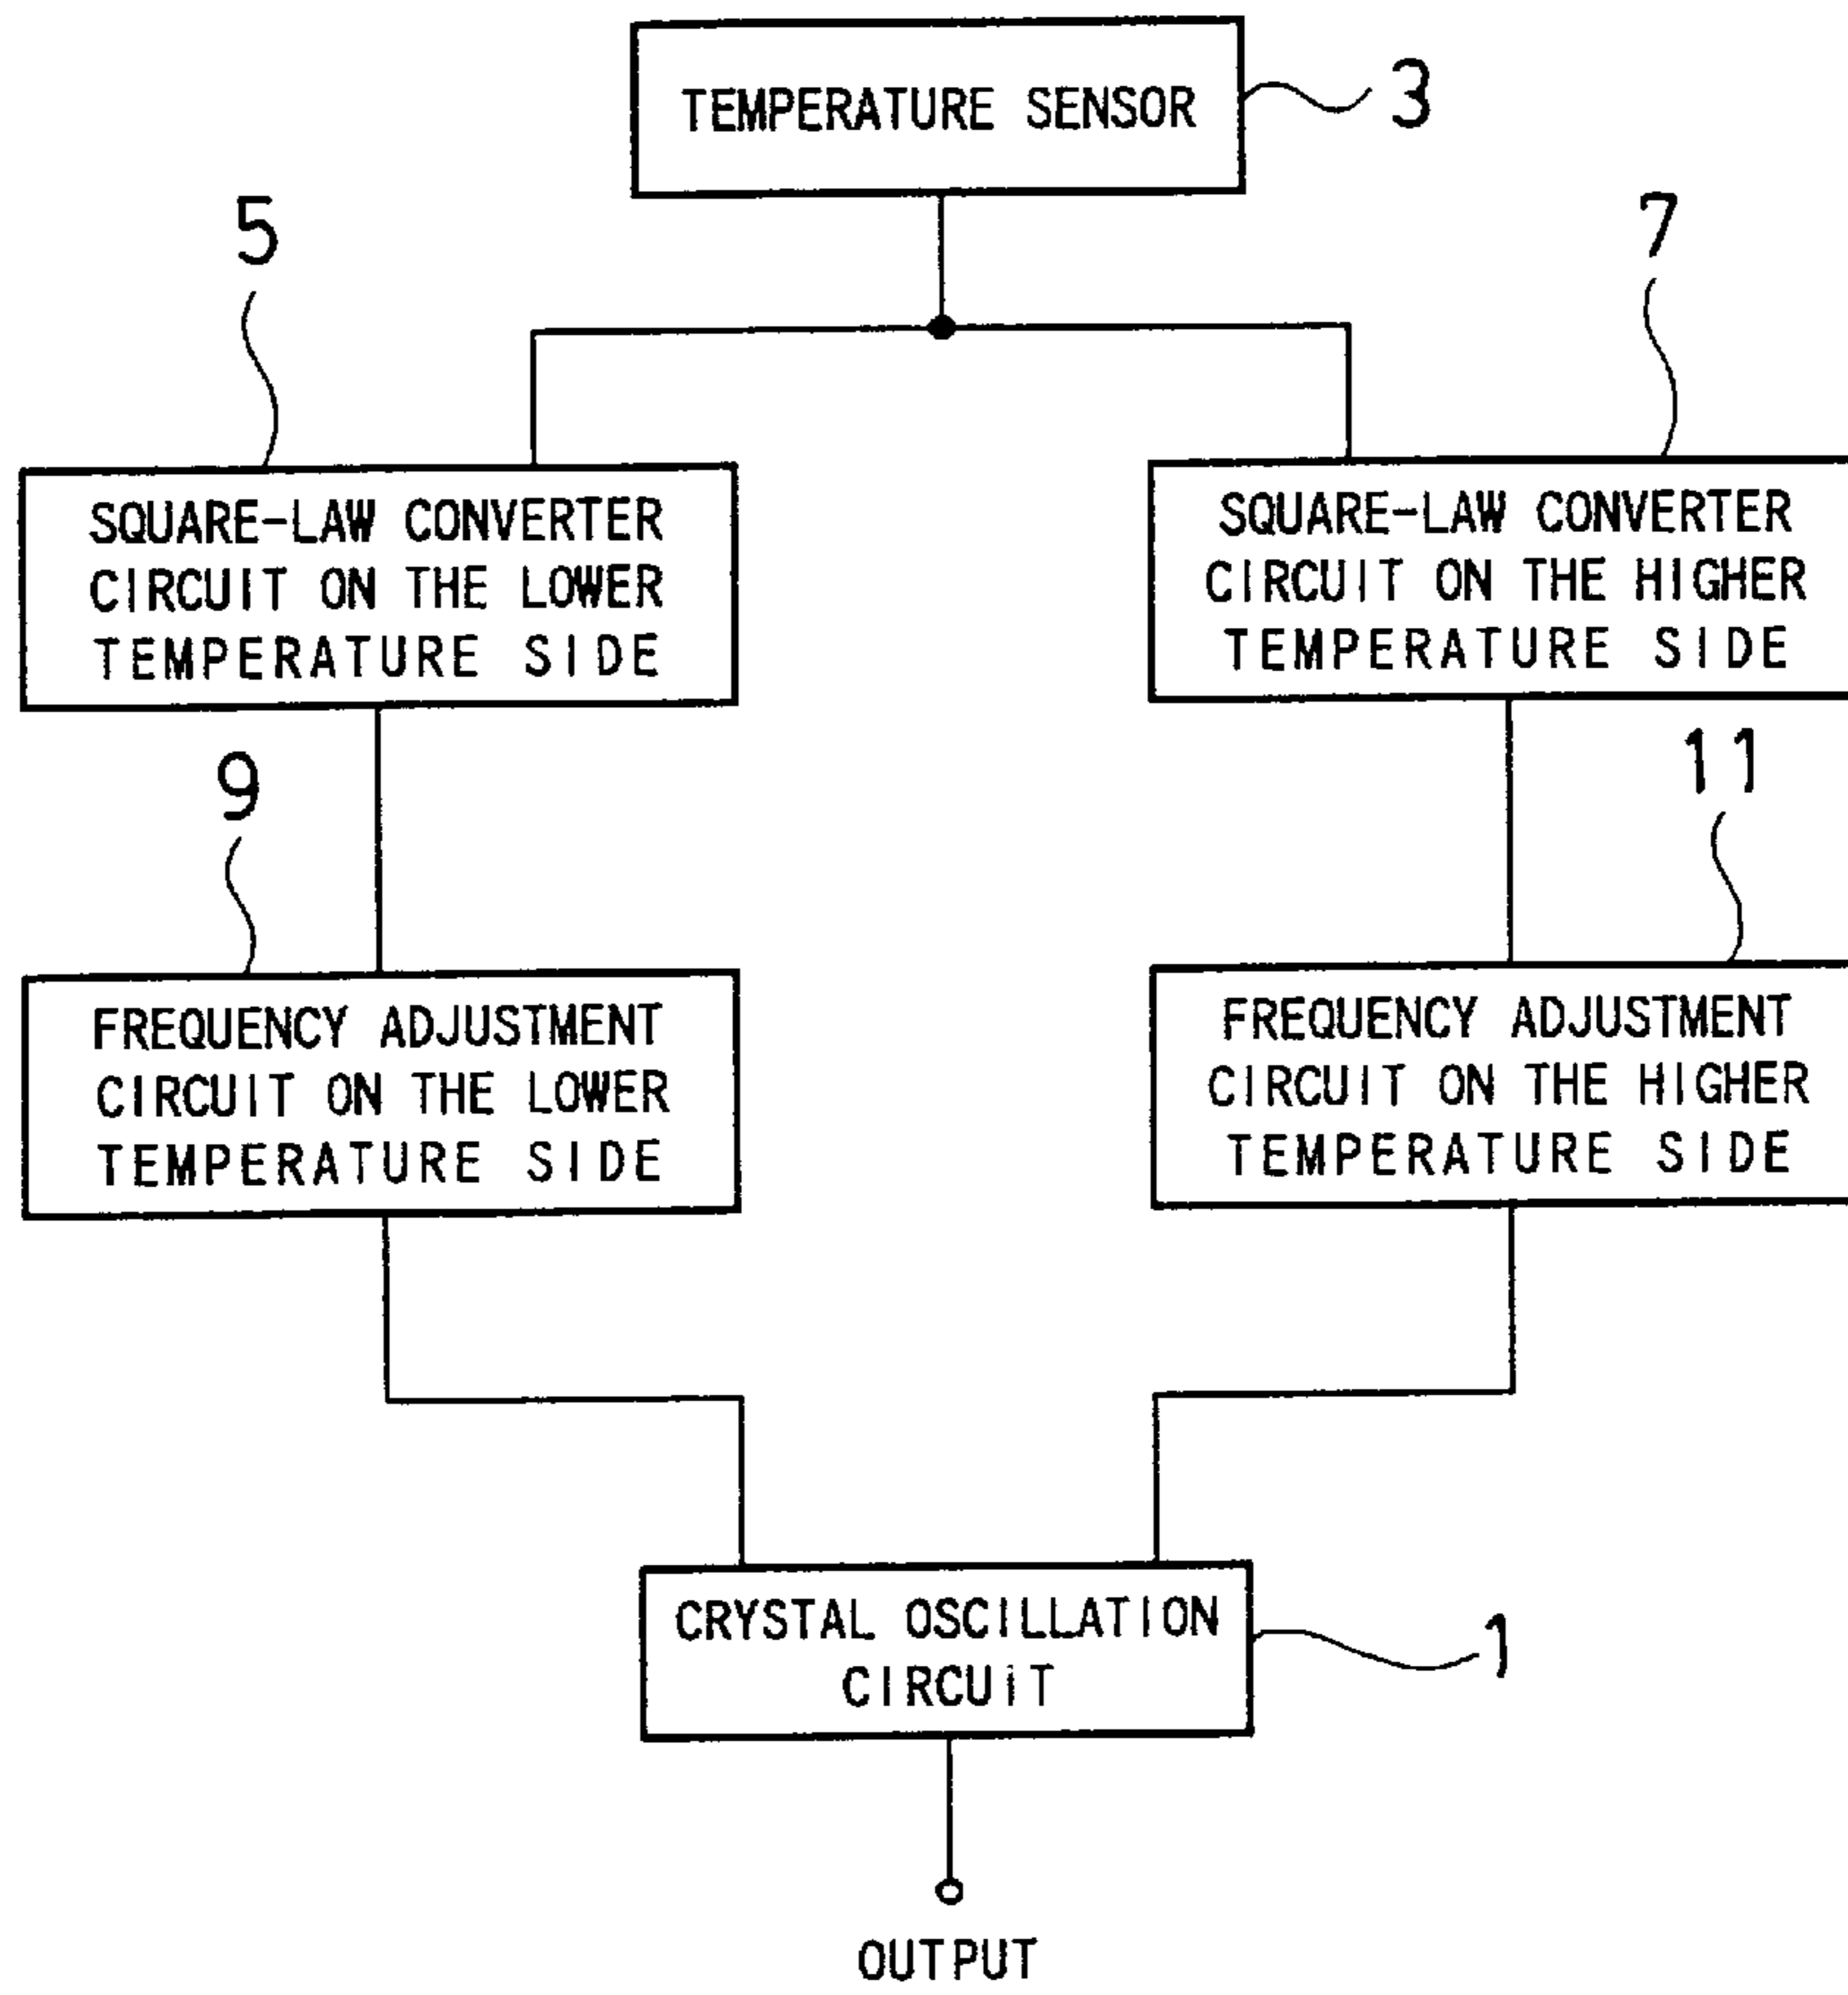 TEMPERATURE SENSOR
3
5
7
SQUARE-LAW CONVERTER
CIRCUIT ON THE LOWER
TEMPERATURE SIDE
SQUARE-LAW CONVERTER
CIRCUIT ON THE HIGHER
TEMPERATURE SIDE
9
11
FREQUENCY ADJUSTMENT
CIRCUIT ON THE LOWER
TEMPERATURE SIDE
FREQUENCY ADJUSTMENT
CIRCUIT ON THE HIGHER
TEMPERATURE SIDE
CRYSTAL OSCILLATION
CIRCUIT
1
OUTPUT